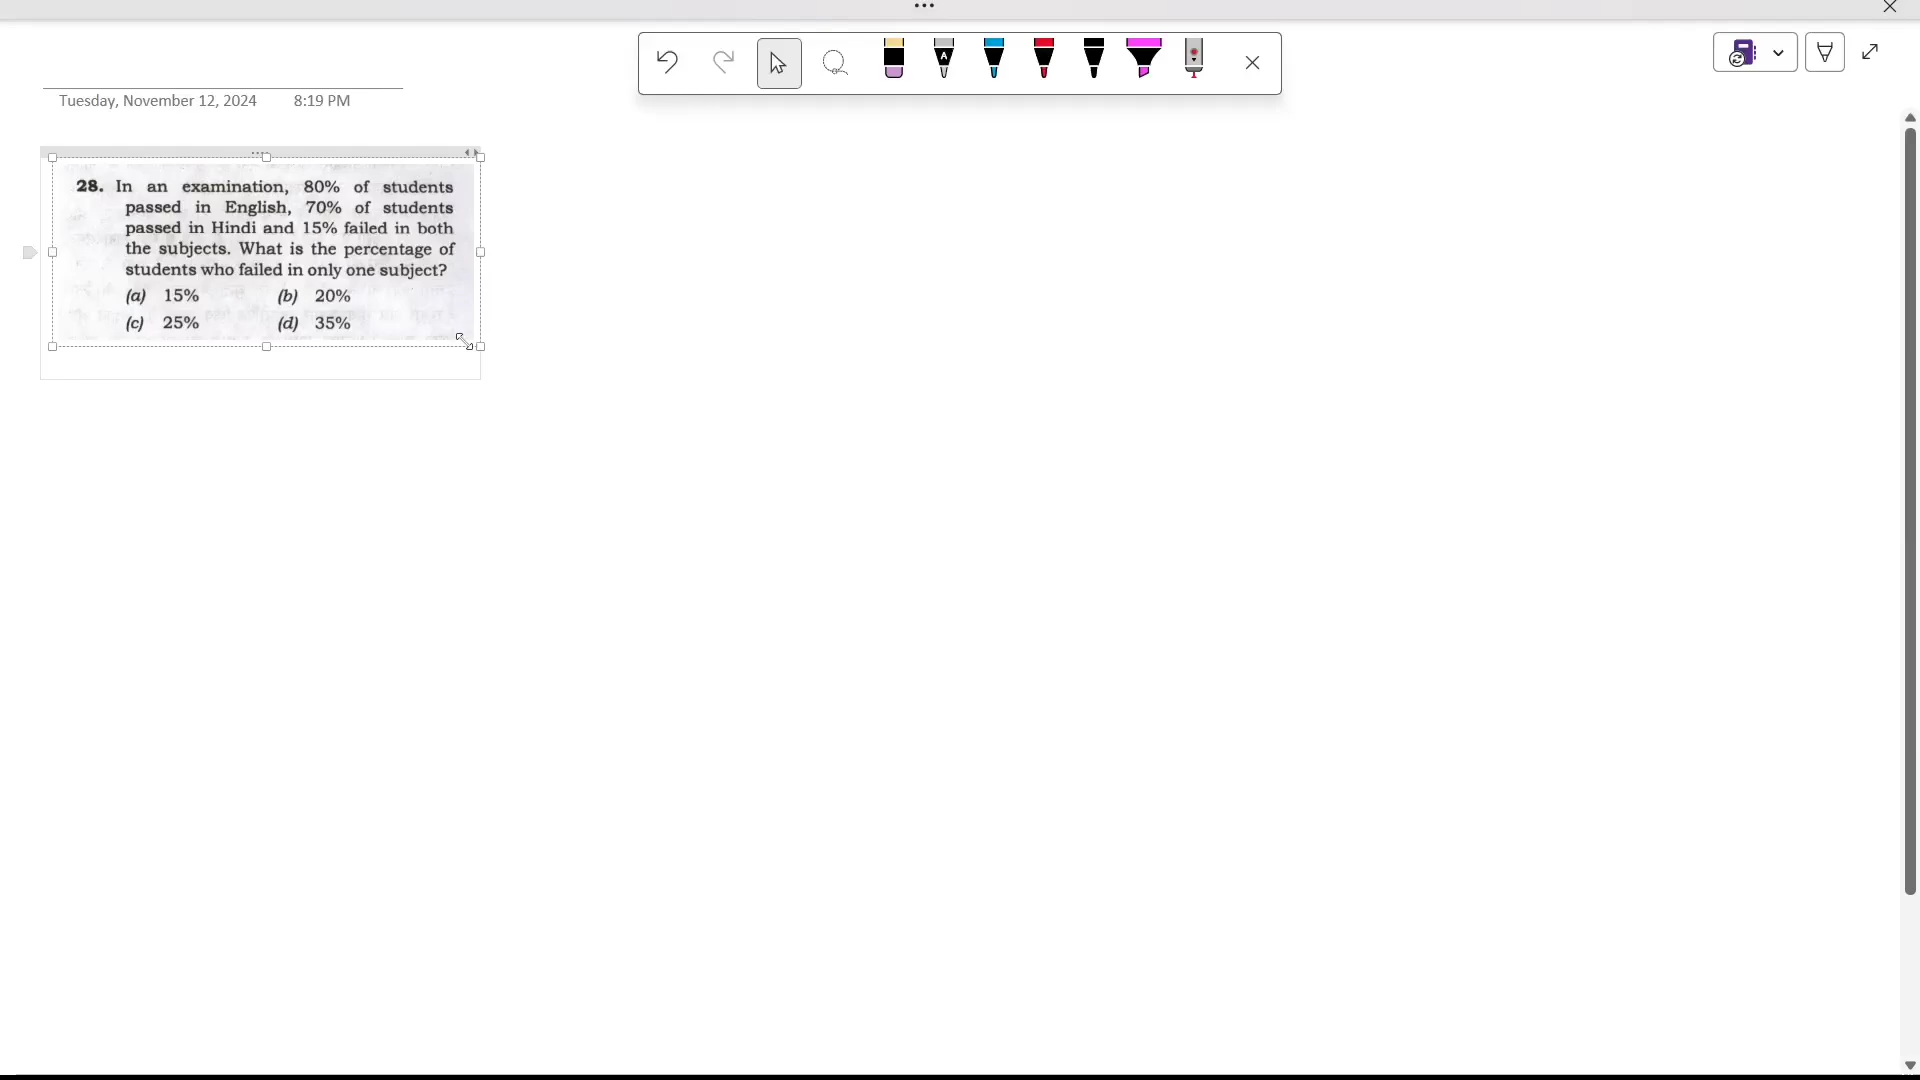 Tuesday, November 12, 2024 8:19 PM
28. In an examination, 80% of students
passed in English, 70% of students
passed in Hindi and 15% failed in both
the subjects. What is the percentage of
students who failed in only one subject?
(a) 15% (b) 20%
(c) 25% (d) 35%